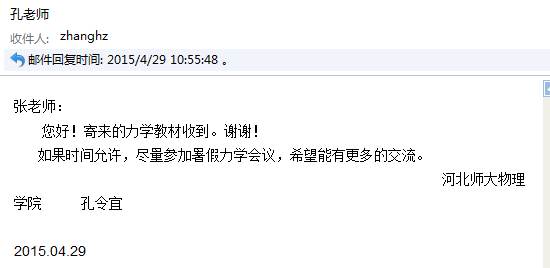 孔老师
收件人: zhanghz
邮件回复时间: 2015/4/29 10:55:48 。
张老师：
您好！寄来的力学教材收到。谢谢！
如果时间允许，尽量参加暑假力学会议，希望能有更多的交流。
河北师大物理
学院 孔令宜
2015.04.29